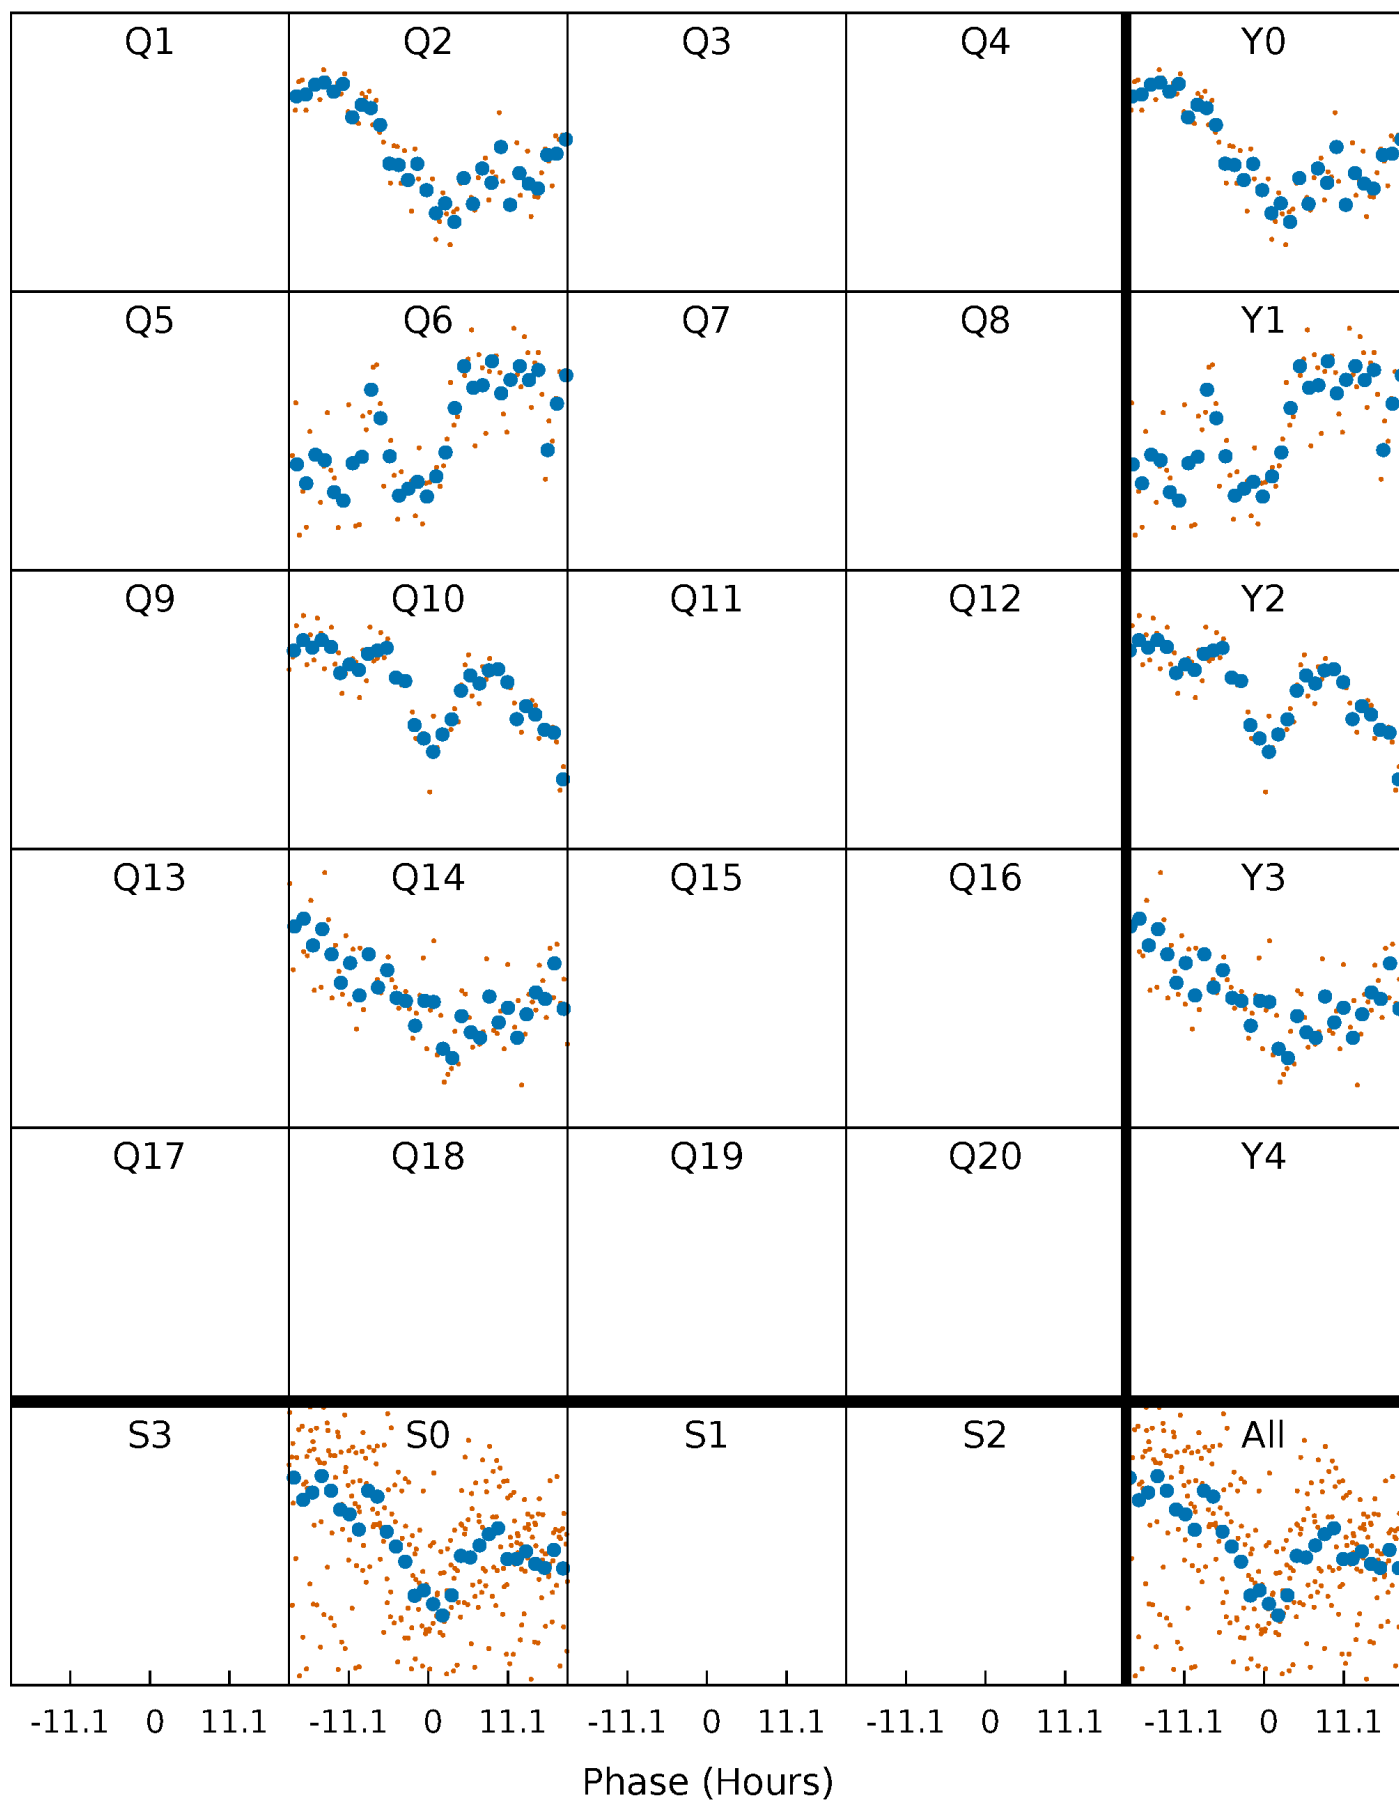 Q1 Q2 Q3 Q4 Y0
Q5 Q6 Q7 Q8 Y1
Q9 Q10 Q11 Q12 Y2
Q13 Q14 Q15 Q16 Y3
Q17 Q18 Q19 Q20 Y4
S3 S0 S1 S2 All
-11.1 0 11.1 -11.1 0 11.1 -11.1 0 11.1 -11.1 0 11.1 -11.1 0 11.1
Phase (Hours)